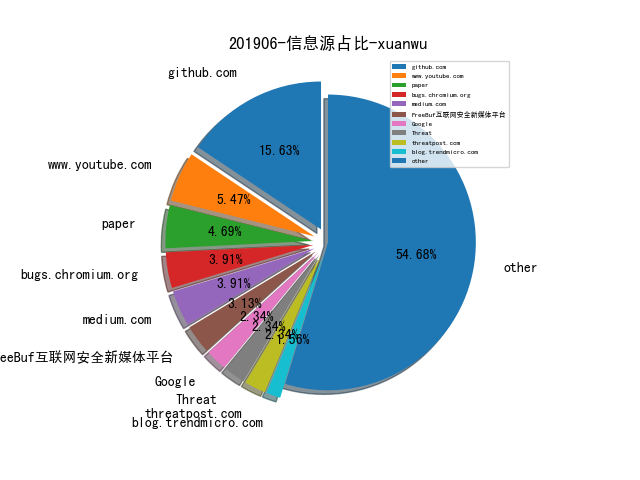 201906-信息源占比-xuanwu
github.com
www.youtube.com
paper
bugs.chromium.org
medium.com
FreeBuf互联网安全新媒体平台
Google
Threat
threatpost.com
blog.trendmicro.com
other
github.com
15.63%
www.youtube.com
5.47%
paper
4.69%
bugs.chromium.org
3.91%
medium.com
3.91%
eeBuf互联网安全新媒体平台
3.13%
Google
2.34%
Threat
2.34%
threatpost.com
2.34%
blog.trendmicro.com
1.56%
other
54.68%